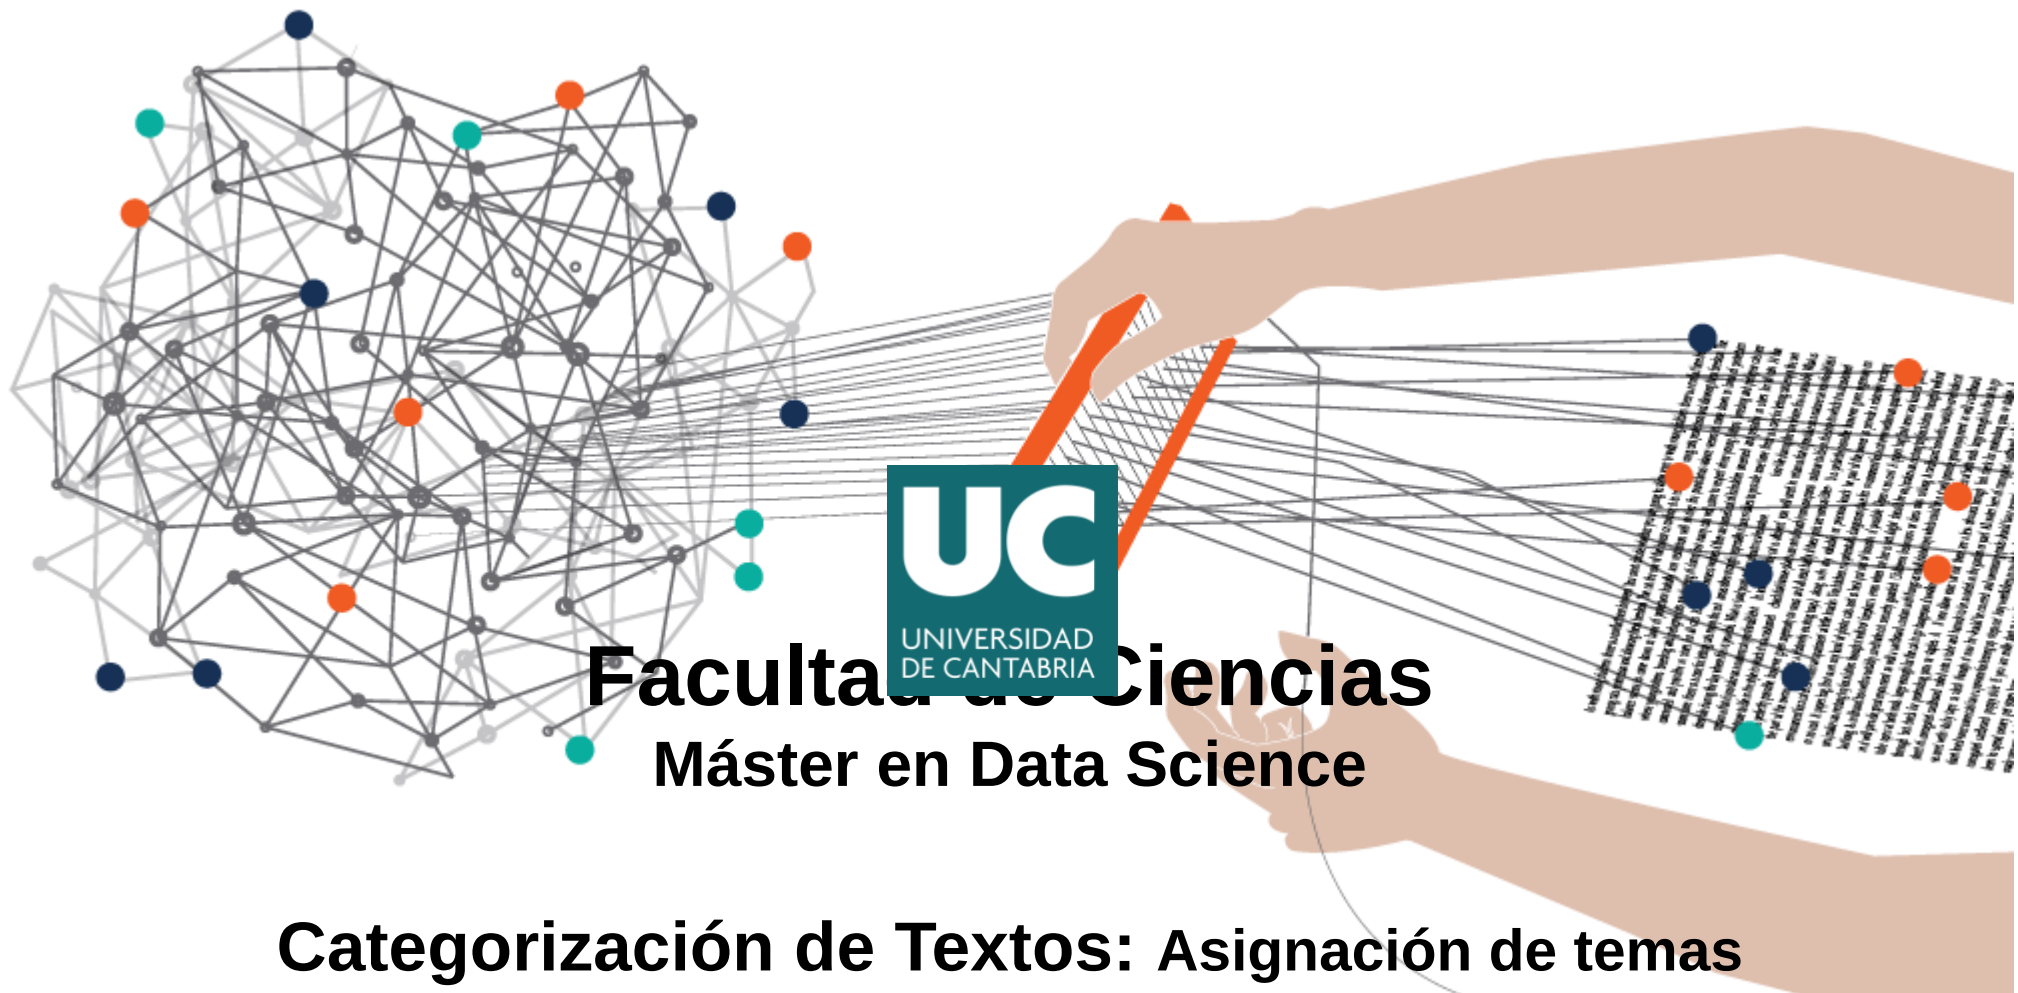 UC
UNIVERSIDAD
DE CANTABRIA
Facultad de Ciencias
Máster en Data Science
Categorización de Textos: Asignación de temas